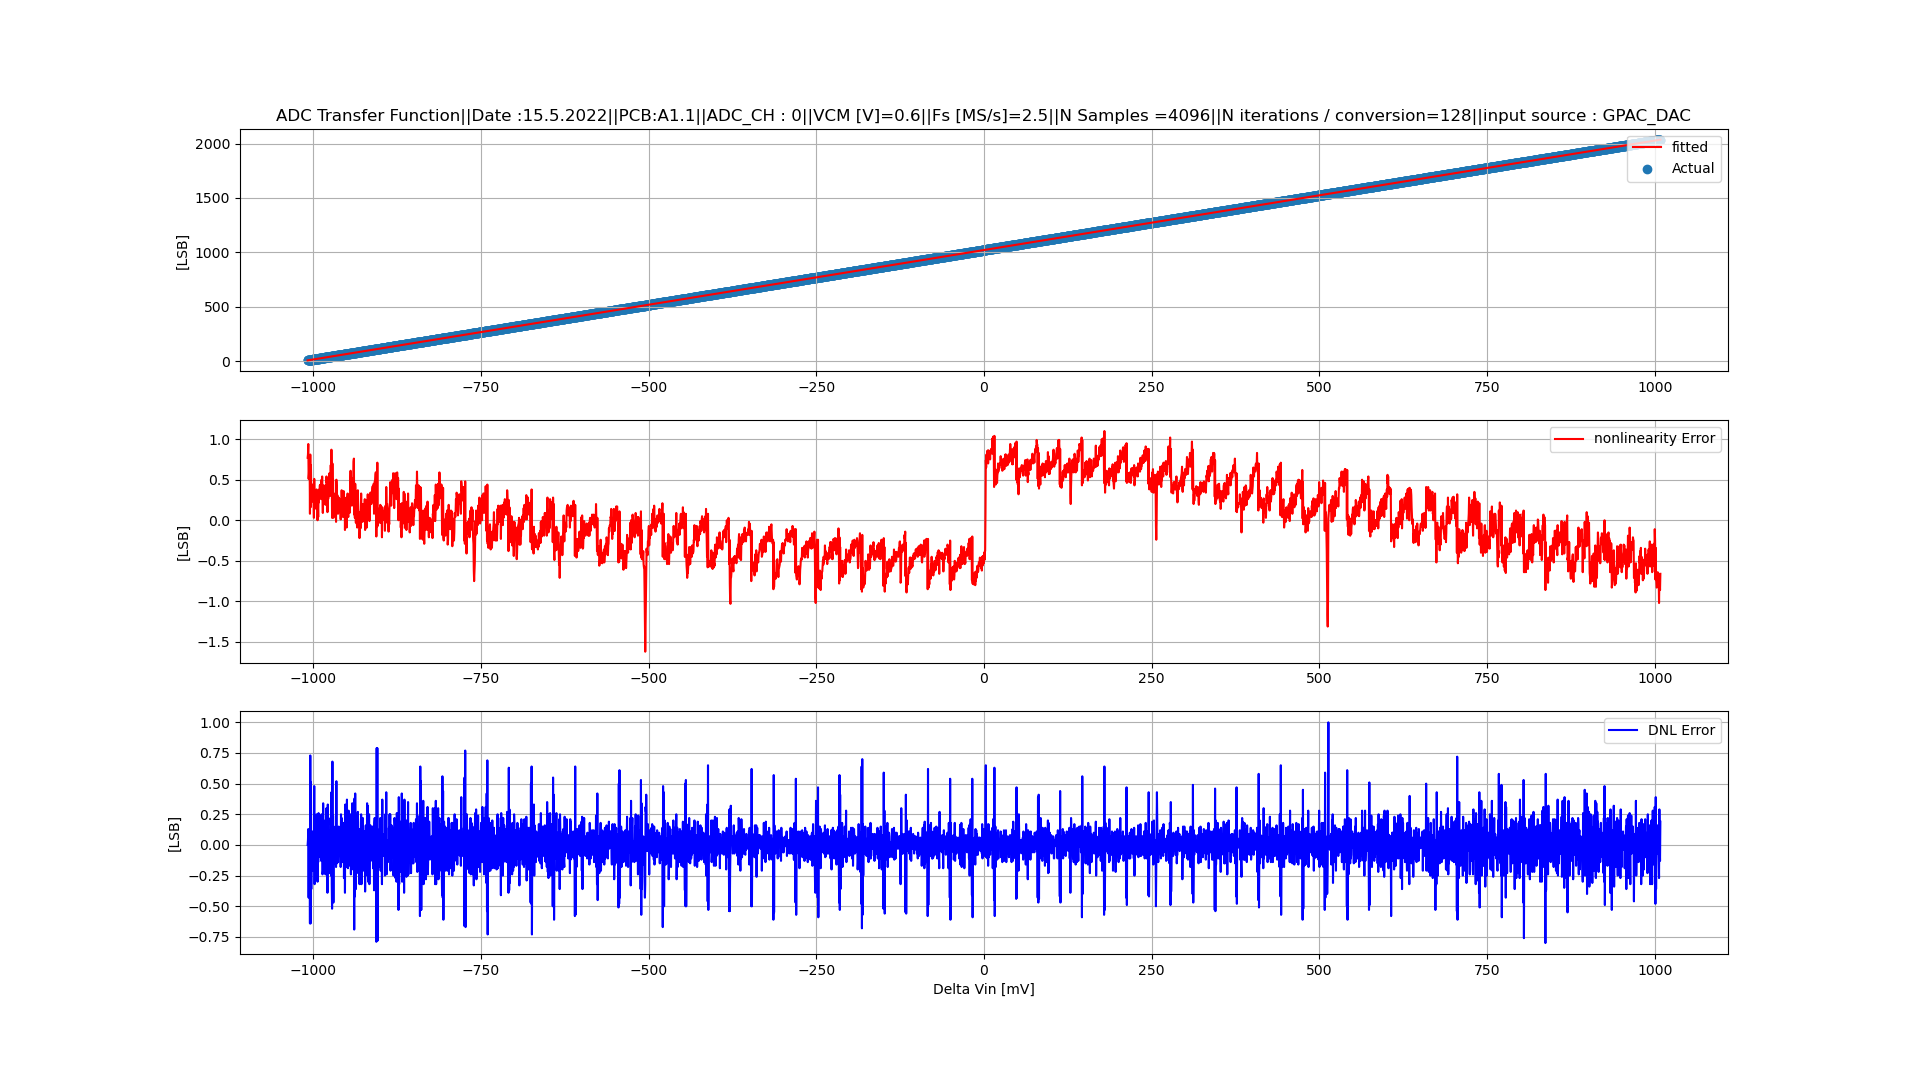 ADC Transfer Function||Date :15.5.2022||PCB:A1.1||ADC_CH : 0||VCM [V]=0.6||Fs [MS/s]=2.5||N Samples =4096||N iterations / conversion=128||input source : GPAC_DAC
2000
1500
1000
500
0
[LSB]
fitted
Actual
−1000 −750 −500 −250 0 250 500 750 1000
1.0
0.5
0.0
−0.5
−1.0
−1.5
[LSB]
nonlinearity Error
−1000 −750 −500 −250 0 250 500 750 1000
1.00
0.75
0.50
0.25
0.00
−0.25
−0.50
−0.75
[LSB]
DNL Error
−1000 −750 −500 −250 0 250 500 750 1000
Delta Vin [mV]